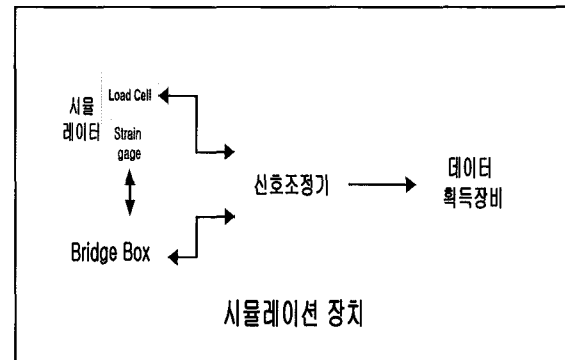 시뮬
레이터
Load Cell
Strain
gage
Bridge Box
신호조정기
데이터
획득장비
시뮬레이션 장치